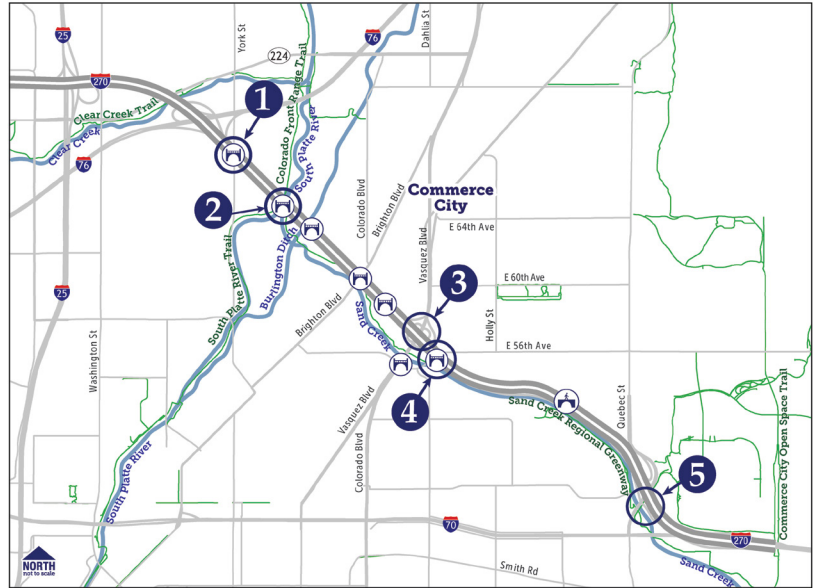 25
York St
76
Dahlia St
224
270
Clear Creek Trail
Clear Creek
1
Colorado Front Range Trail
South Platte River
76
2
Colorado Blvd
Brighton Blvd
Commerce
City
E 64th Ave
Vasquez Blvd
South Platte River Trail
Burlington Ditch
E 60th Ave
3
25
Brighton Blvd
Sand Creek
Holly St
E 56th Ave
Washington St
4
Vasquez Blvd
Colorado Blvd
Quebec St
Sand Creek Regional Greenway
Commerce City Open Space Trail
South Platte River
5
70
270
NORTH
not to scale
Smith Rd
Sand Creek